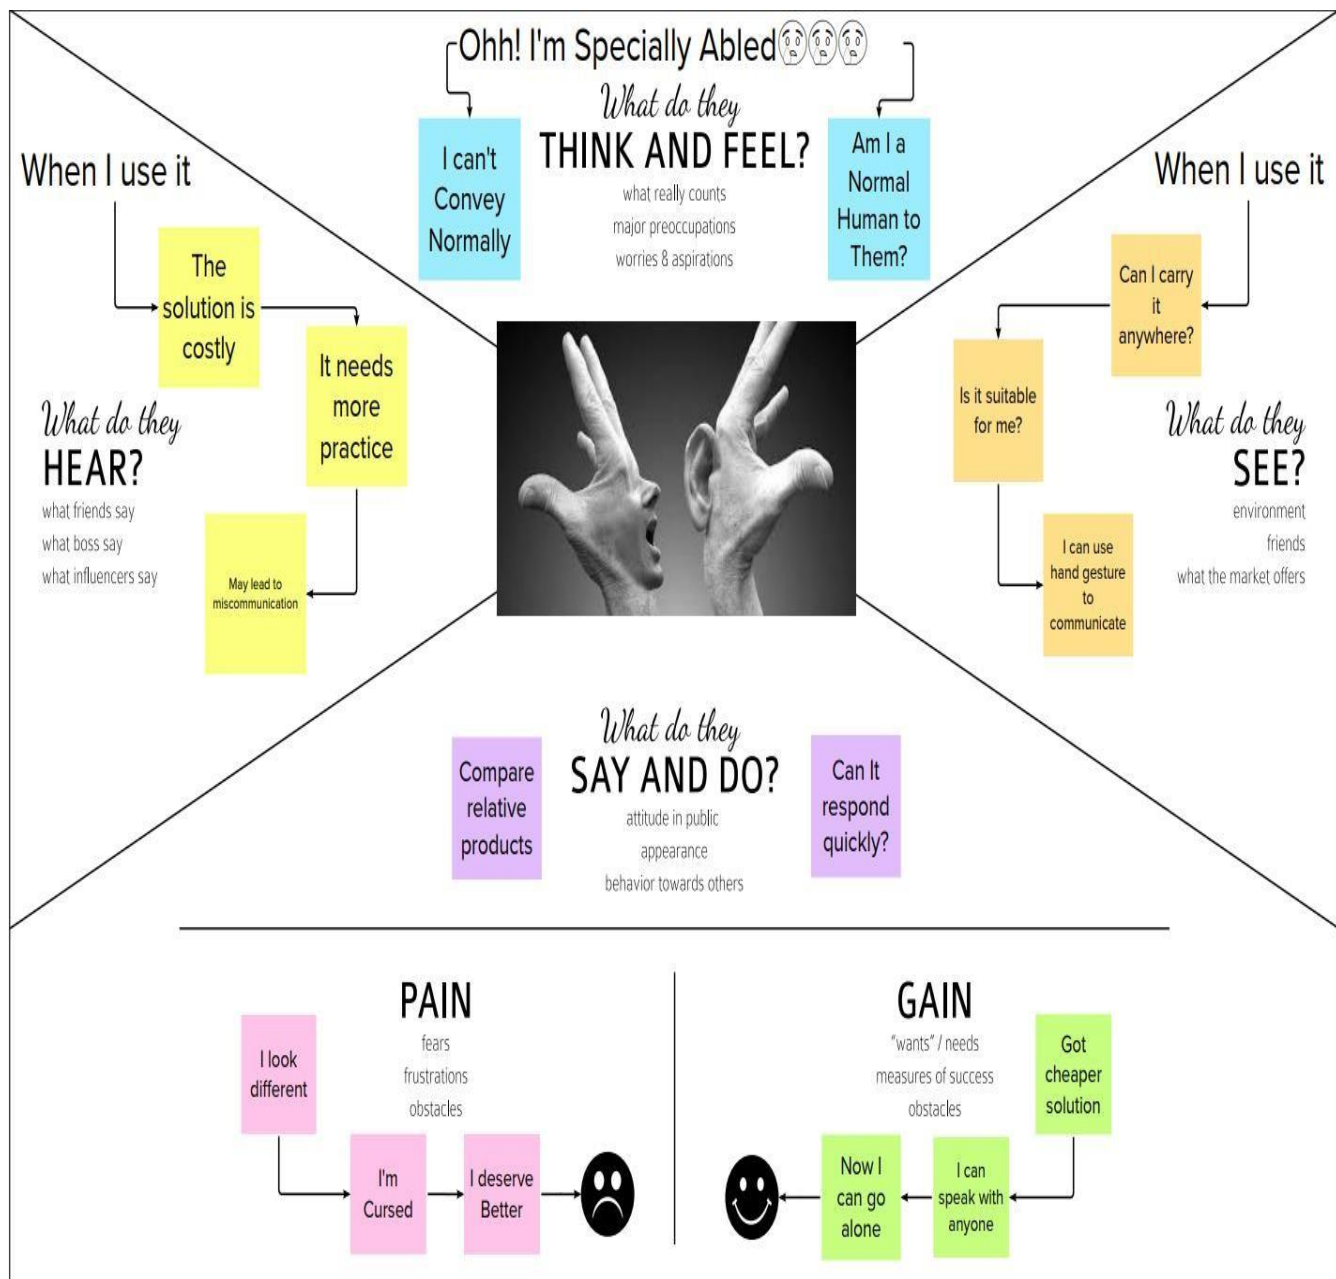 Ohh! I'm Specially Abled
What do they
THINK AND FEEL?
what really counts
major preoccupations
worries & aspirations
I can't
Convey
Normally
Am I a
Normal
Human to
Them?
When I use it
The
solution is
costly
It needs
more
practice
May lead to
miscommunication
What do they
HEAR?
what friends say
what boss say
what influencers say
When I use it
Can I carry
it
anywhere?
Is it suitable
for me?
I can use
hand gesture
to
communicate
What do they
SEE?
environment
friends
what the market offers
What do they
SAY AND DO?
attitude in public
appearance
behavior towards others
Compare
relative
products
Can It
respond
quickly?
PAIN
fears
frustrations
obstacles
I look
different
I'm
Cursed
I deserve
Better
GAIN
"wants" / needs
measures of success
obstacles
Got
cheaper
solution
I can
speak with
anyone
Now I
can go
alone